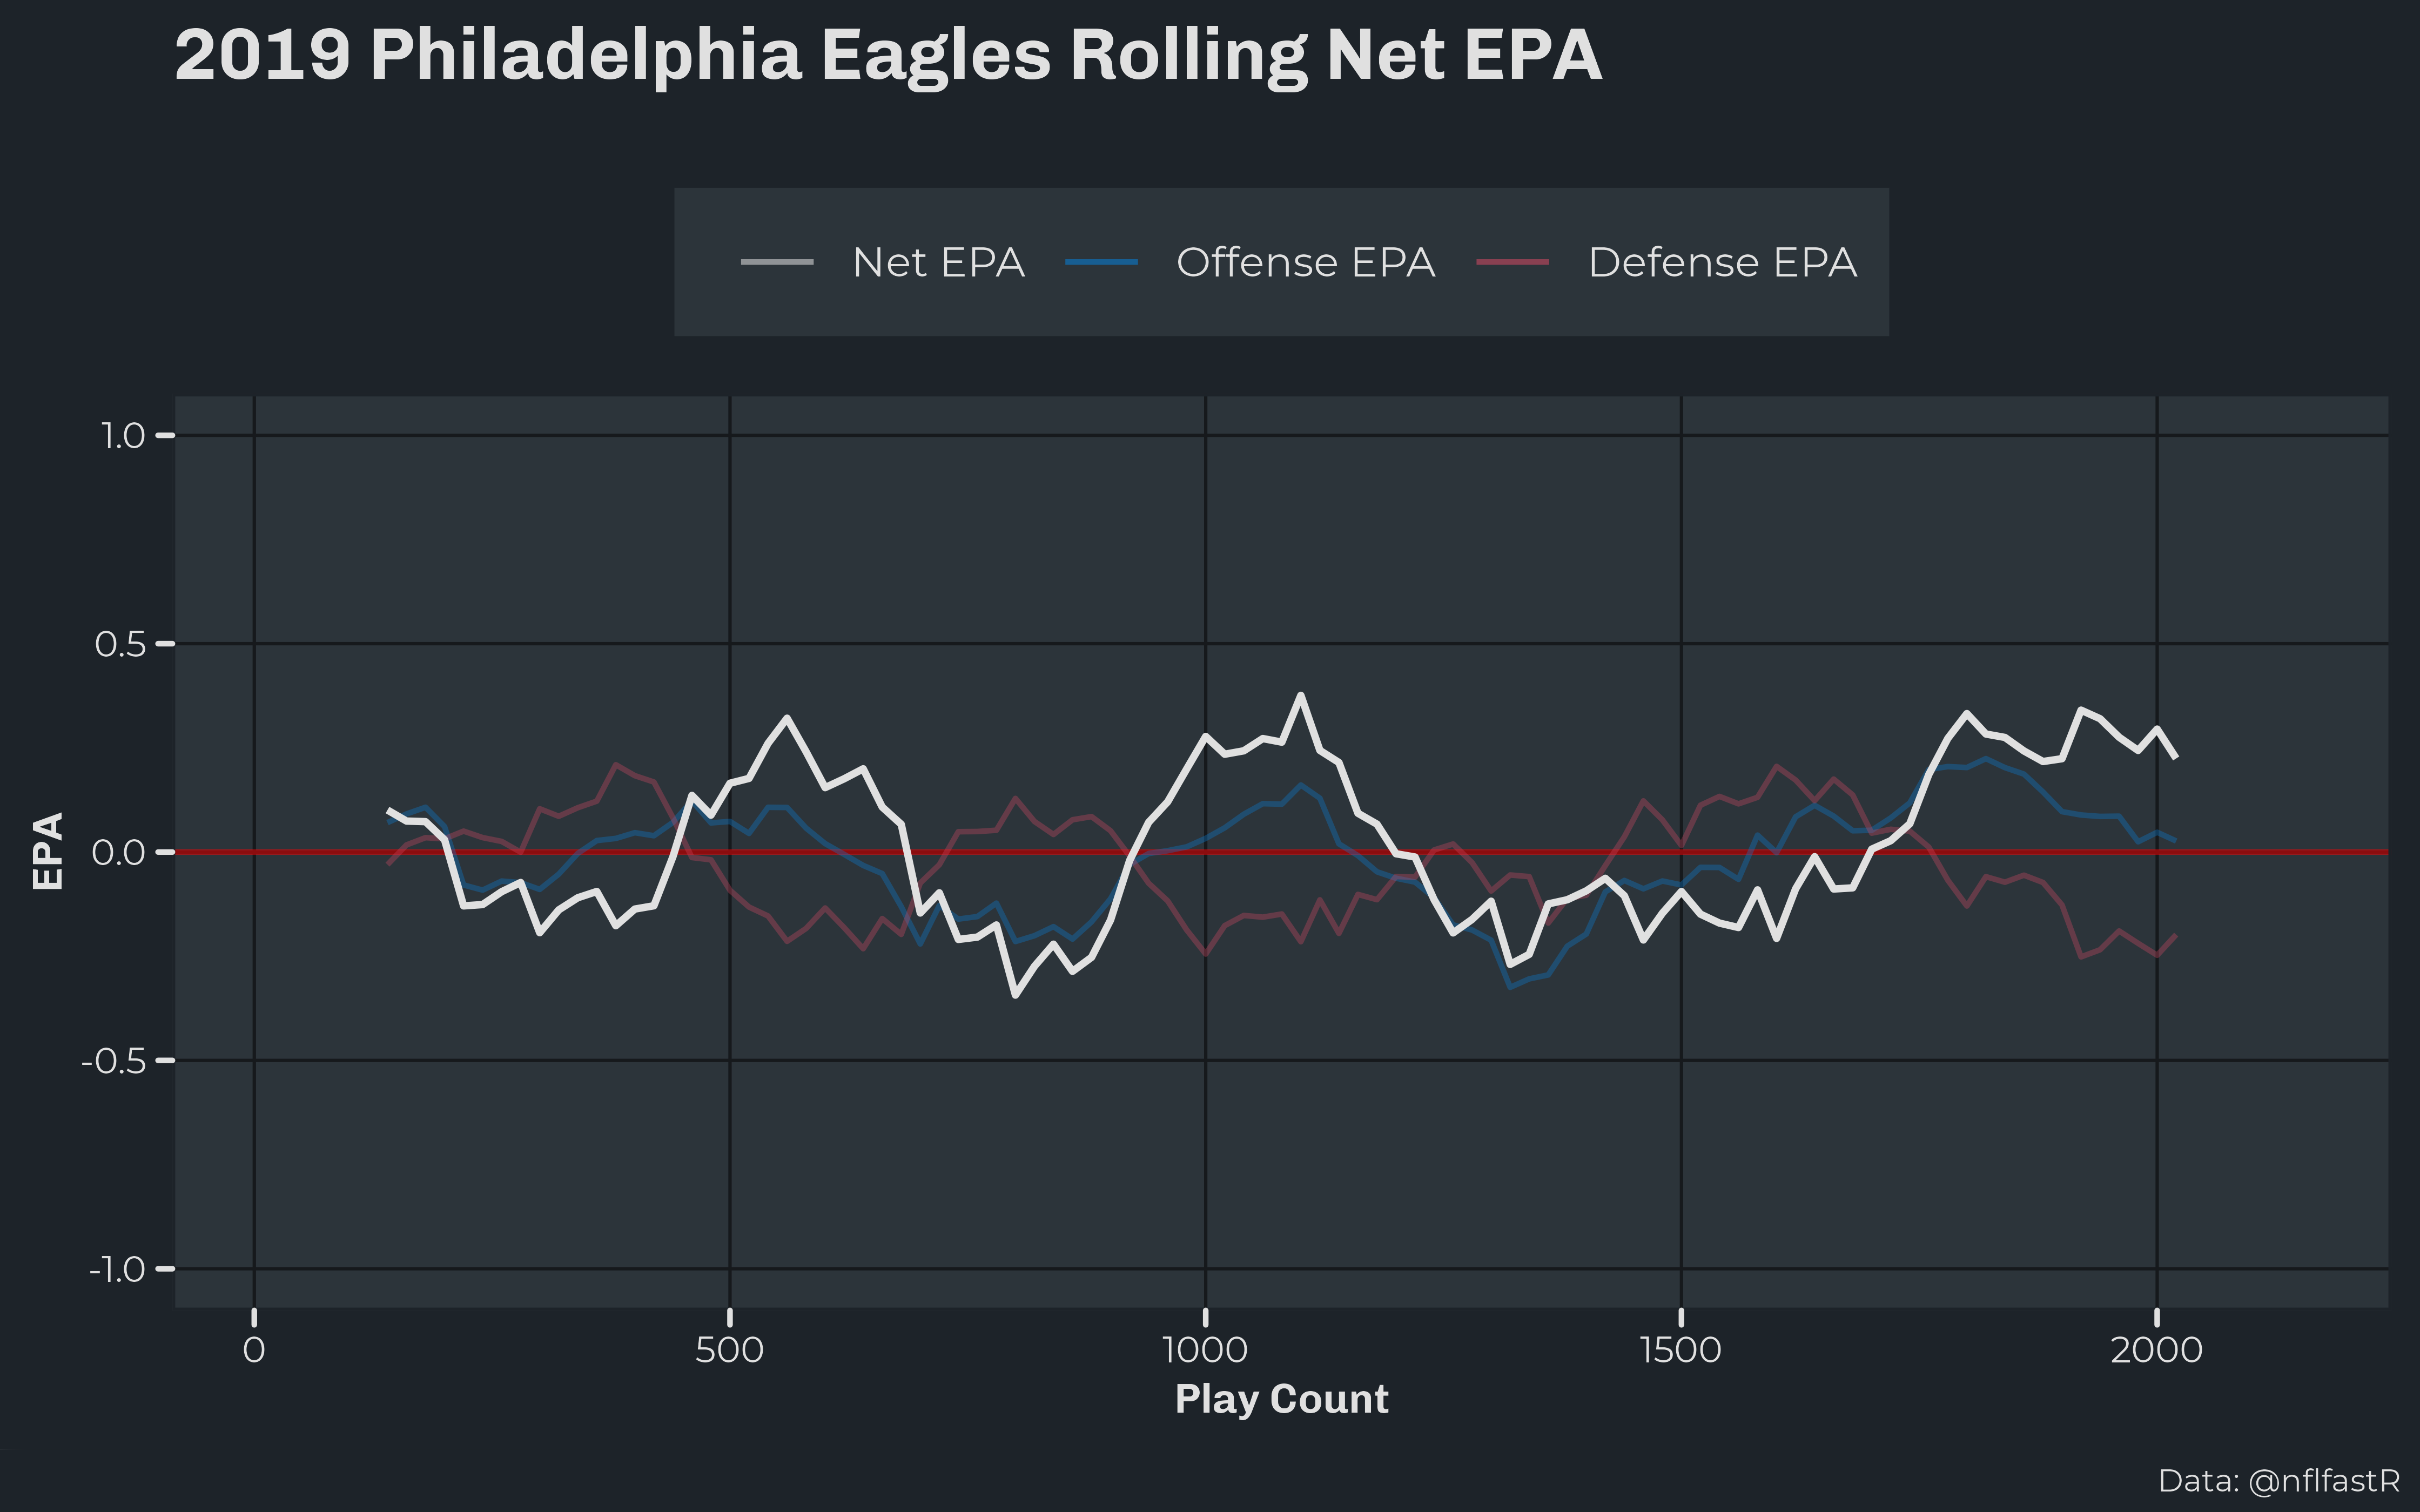 2019 Philadelphia Eagles Rolling Net EPA
Net EPA Offense EPA Defense EPA
1.0
0.5
0.0
-0.5
-1.0
EPA
0 500 1000 1500 2000
Play Count
Data: @nflfastR